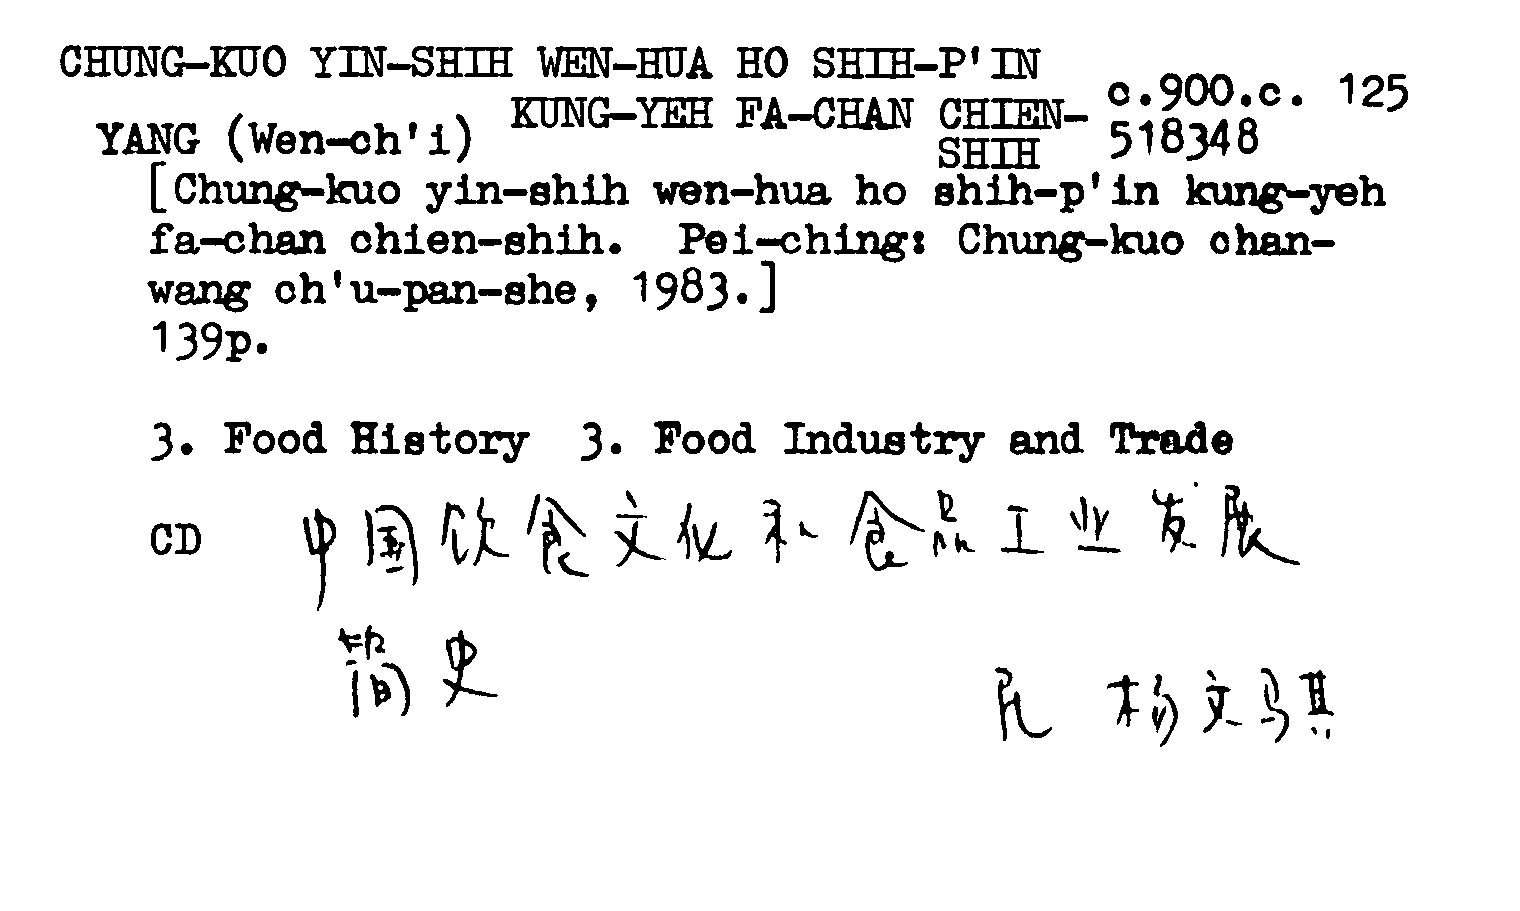 CHUNG-KUO YIN-SHIH WEN-HUA HO SHIH-P'IN
KUNG-YEH FA-CHAN CHIEN-
SHIH
c.900.c. 125
518348
YANG (Wen-ch'i)
[Chung-kuo yin-shih wen-hua ho shih-p'in kung-yeh
fa-chan chien-shih. Pei-ching: Chung-kuo chan-
wang ch'u-pan-she, 1983.]
139p.
3. Food History 3. Food Industry and Trade
CD 中国饮食文化和食品工业发展
简史
杨文骐